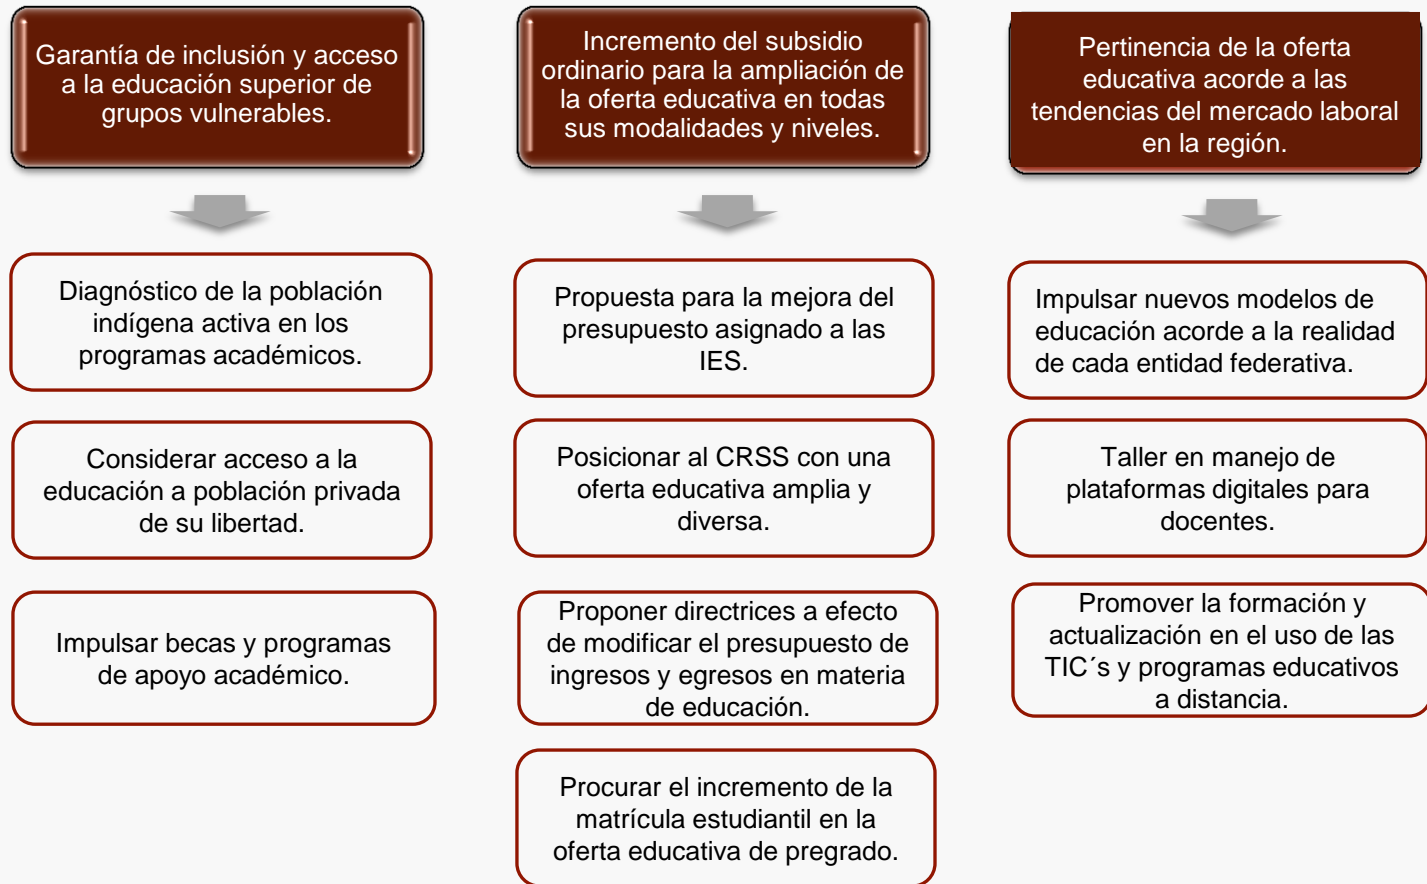 Garantía de inclusión y acceso
a la educación superior de
grupos vulnerables.
Diagnóstico de la población
indígena activa en los
programas académicos.
Considerar acceso a la
educación a población privada
de su libertad.
Impulsar becas y programas
de apoyo académico.
Incremento del subsidio
ordinario para la ampliación de
la oferta educativa en todas
sus modalidades y niveles.
Propuesta para la mejora del
presupuesto asignado a las
IES.
Posicionar al CRSS con una
oferta educativa amplia y
diversa.
Proponer directrices a efecto
de modificar el presupuesto de
ingresos y egresos en materia
de educación.
Procurar el incremento de la
matrícula estudiantil en la
oferta educativa de pregrado.
Pertinencia de la oferta
educativa acorde a las
tendencias del mercado laboral
en la región.
Impulsar nuevos modelos de
educación acorde a la realidad
de cada entidad federativa.
Taller en manejo de
plataformas digitales para
docentes.
Promover la formación y
actualización en el uso de las
TIC´s y programas educativos
a distancia.